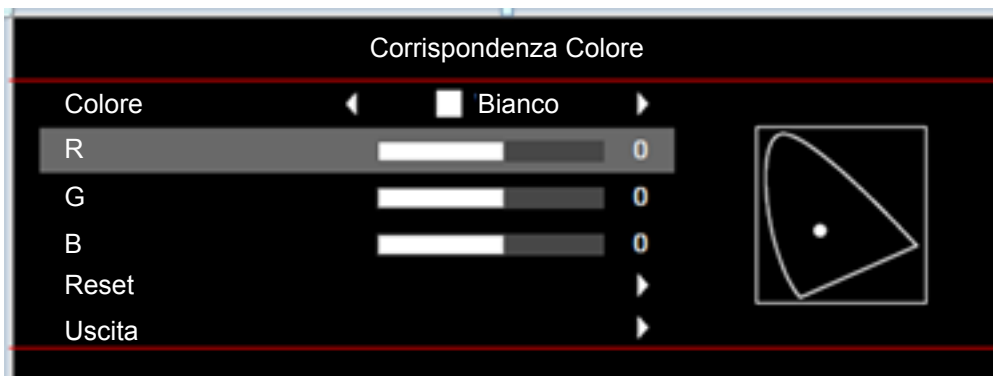 Corrispondenza Colore
Colore Bianco
R 0
G 0
B 0
Reset
Uscita